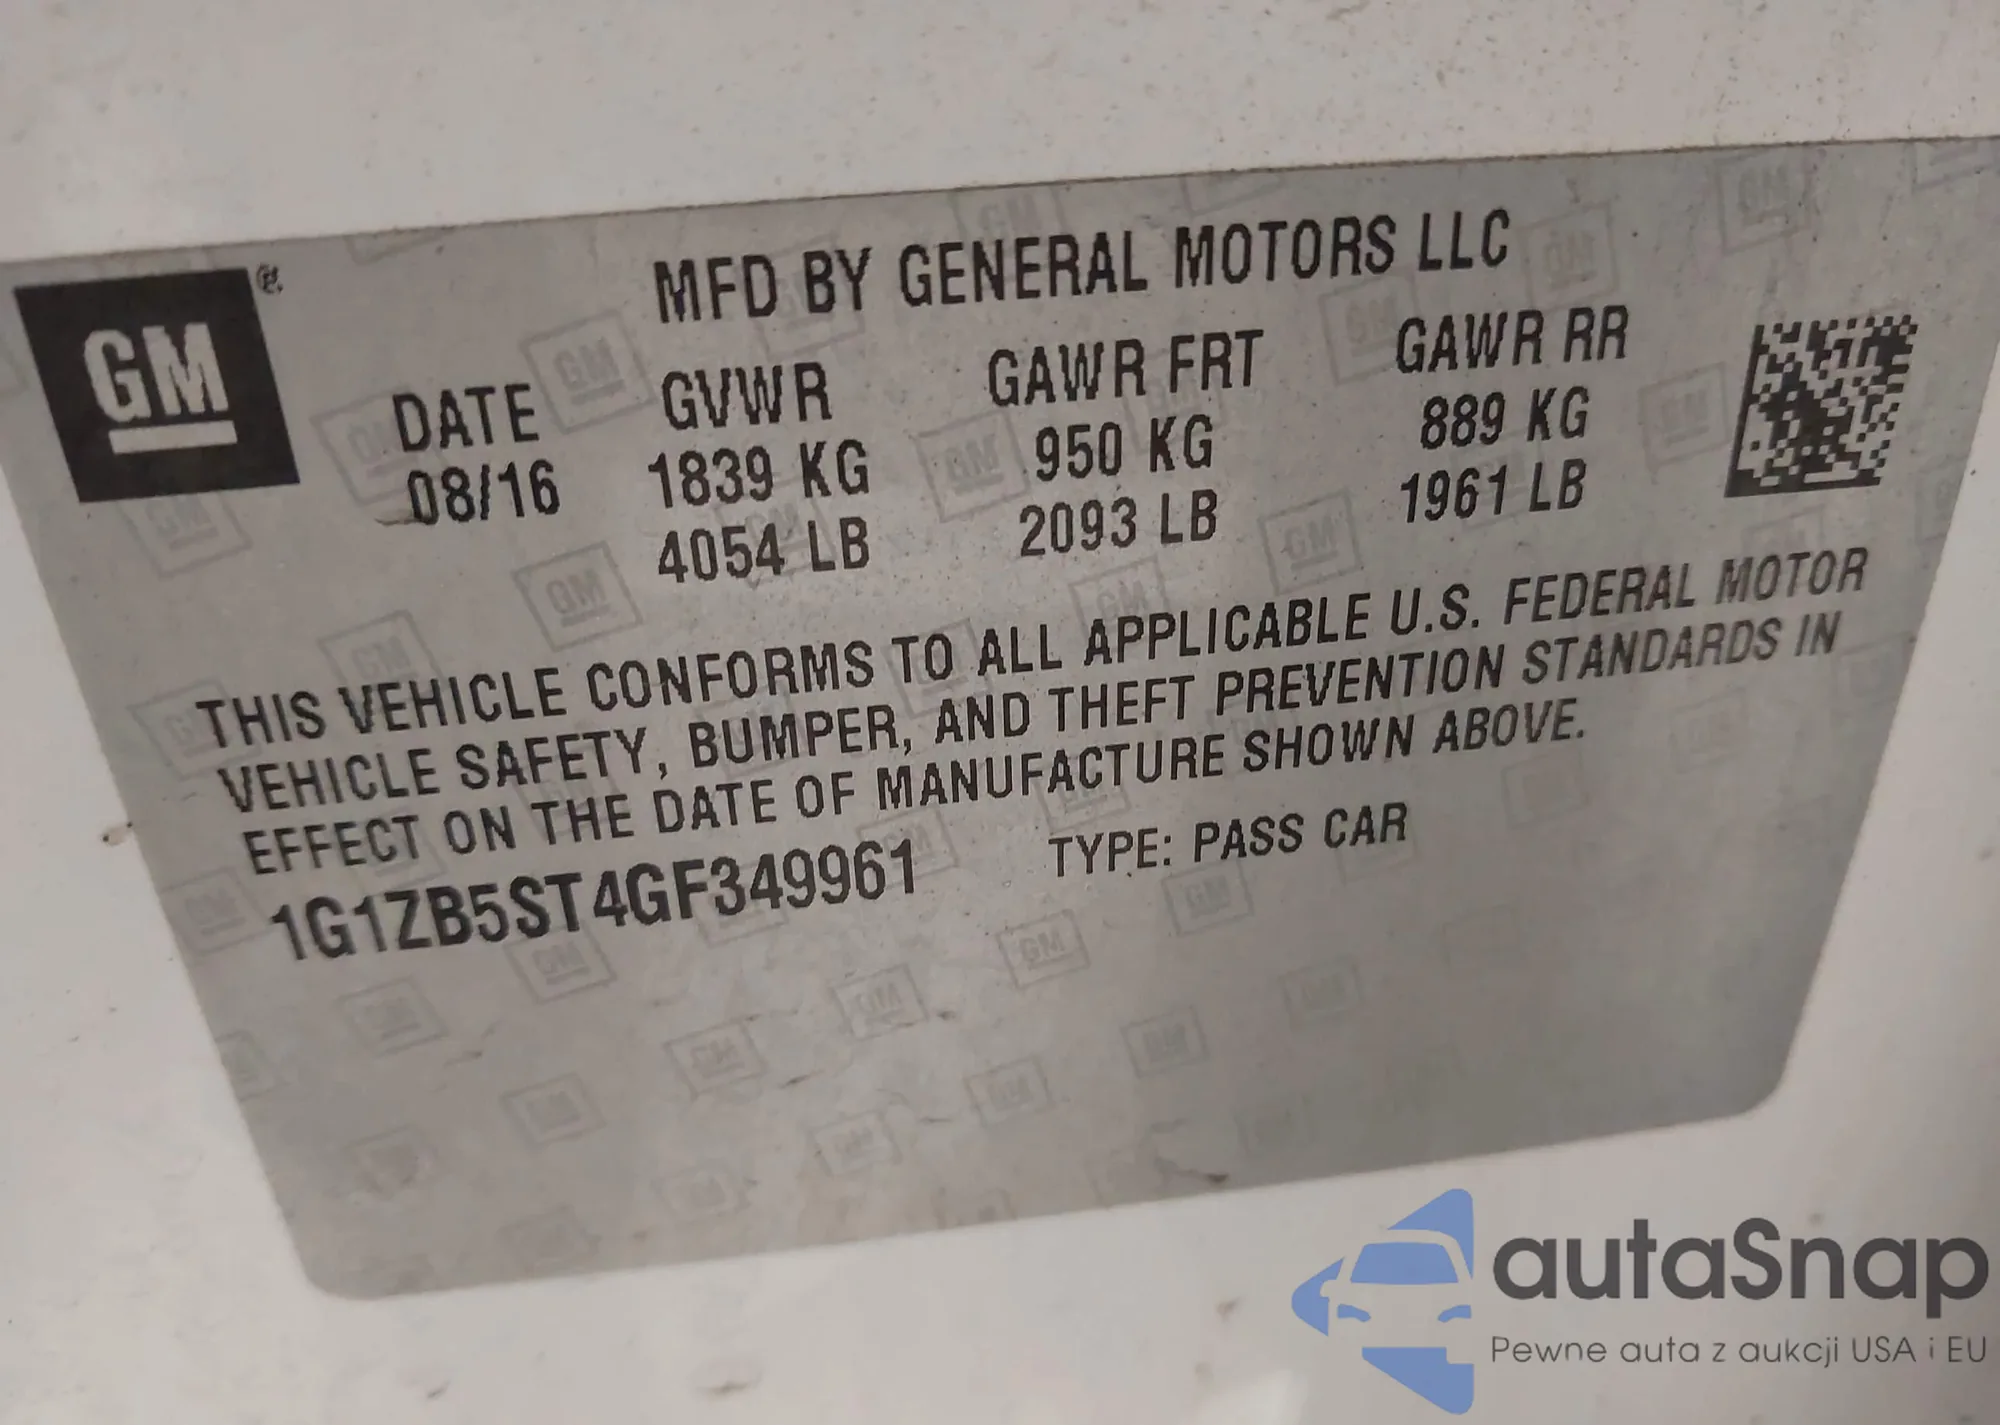 GM®
MFD BY GENERAL MOTORS LLC
DATE GVWR GAWR FRT GAWR RR
08/16 1839 KG 950 KG 889 KG
4054 LB 2093 LB 1961 LB
THIS VEHICLE CONFORMS TO ALL APPLICABLE U.S. FEDERAL MOTOR
VEHICLE SAFETY, BUMPER, AND THEFT PREVENTION STANDARDS IN
EFFECT ON THE DATE OF MANUFACTURE SHOWN ABOVE.
1G1ZB5ST4GF349961 TYPE: PASS CAR
autaSnap
Pewne auta z aukcji USA i EU